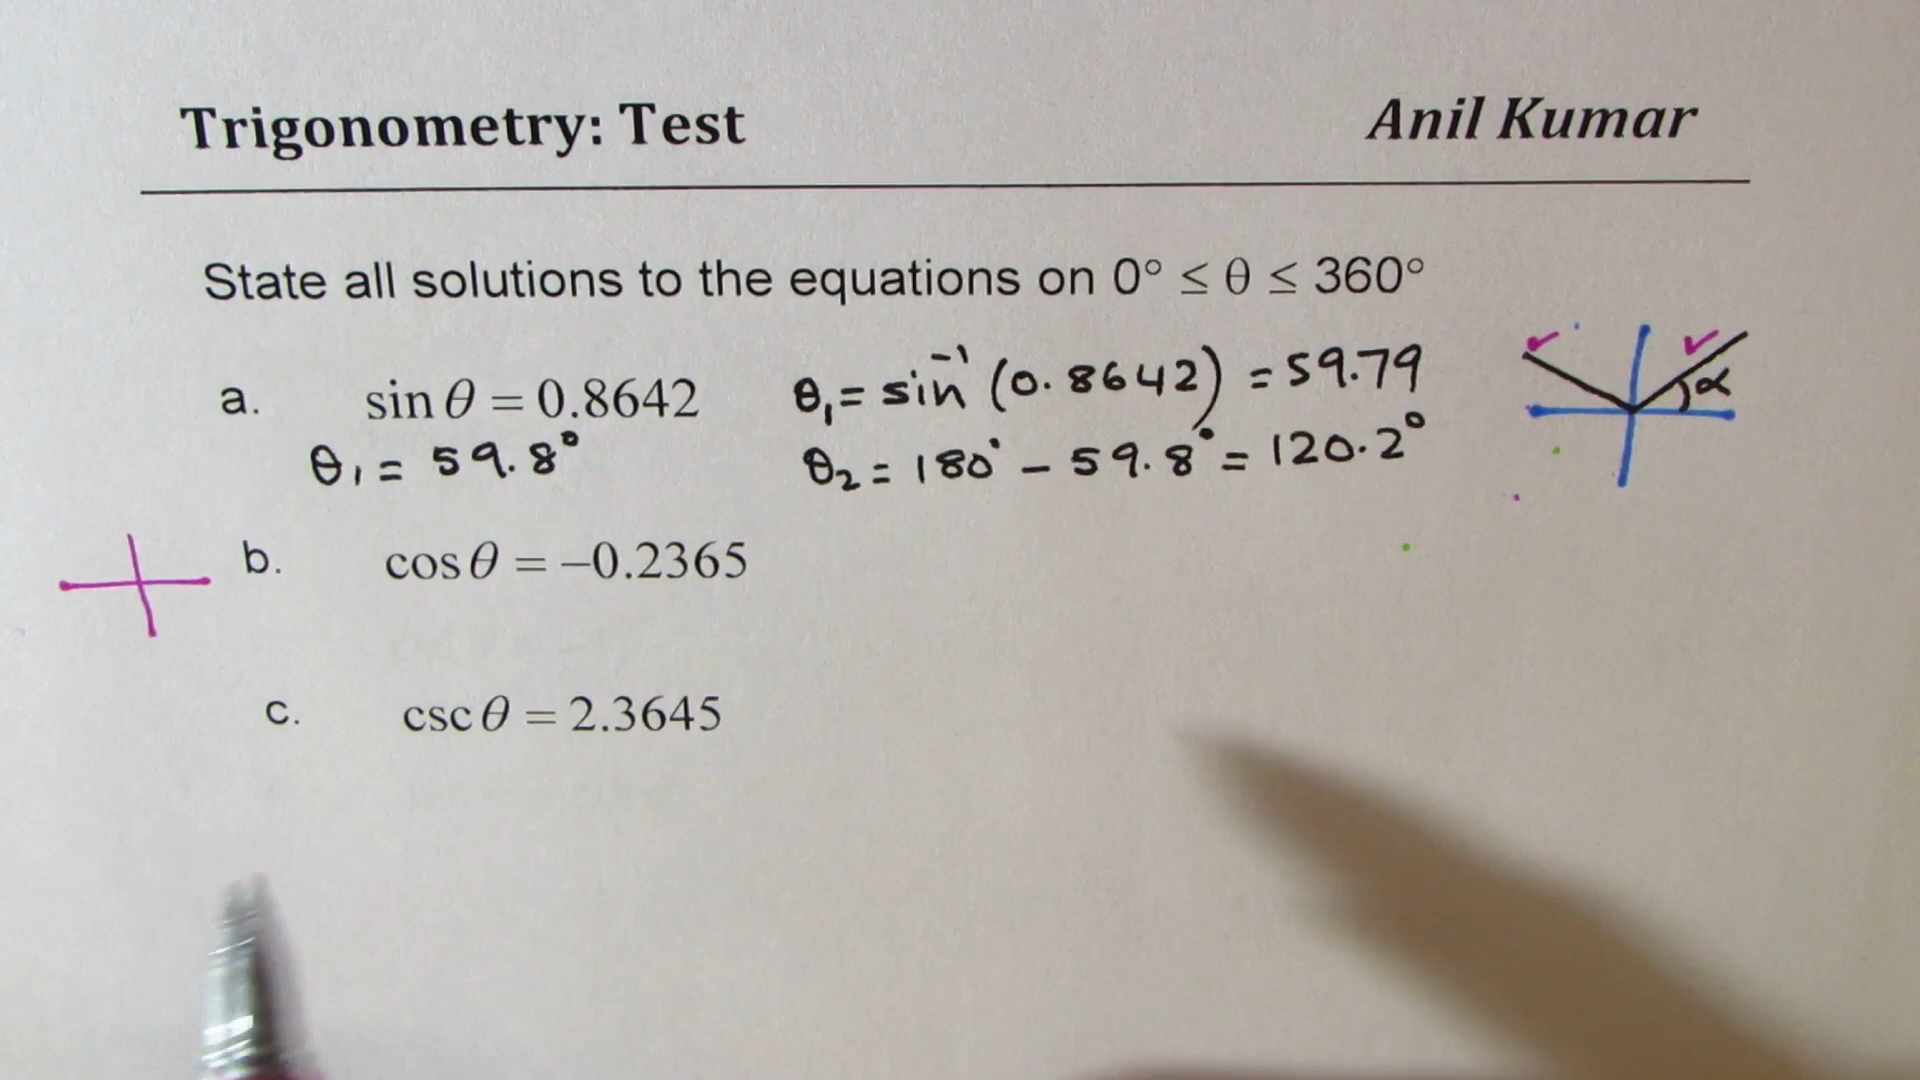 Trigonometry: Test Anil Kumar
State all solutions to the equations on 0° ≤ θ ≤ 360°
a. sin θ = 0.8642 θ₁ = sin⁻¹ (0.8642) = 59.79
θ₁ = 59.8° θ₂ = 180° − 59.8° = 120.2°
α
b. cos θ = −0.2365
c. csc θ = 2.3645